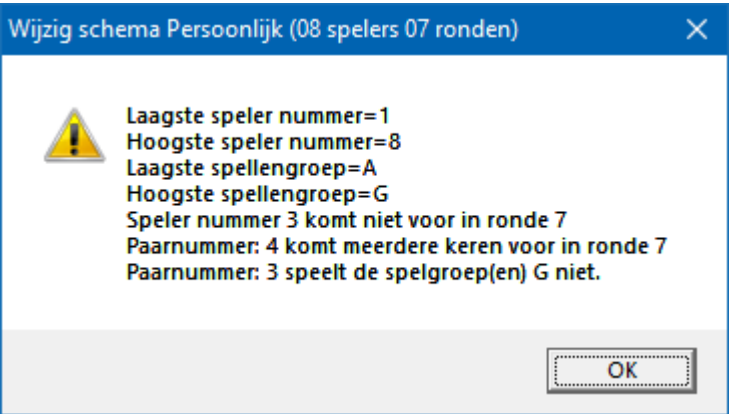 Wijzig schema Persoonlijk (08 spelers 07 ronden)
Laagste speler nummer=1
Hoogste speler nummer=8
Laagste spellengroep=A
Hoogste spellengroep=G
Speler nummer 3 komt niet voor in ronde 7
Paarnummer: 4 komt meerdere keren voor in ronde 7
Paarnummer: 3 speelt de spelgroep(en) G niet.
OK